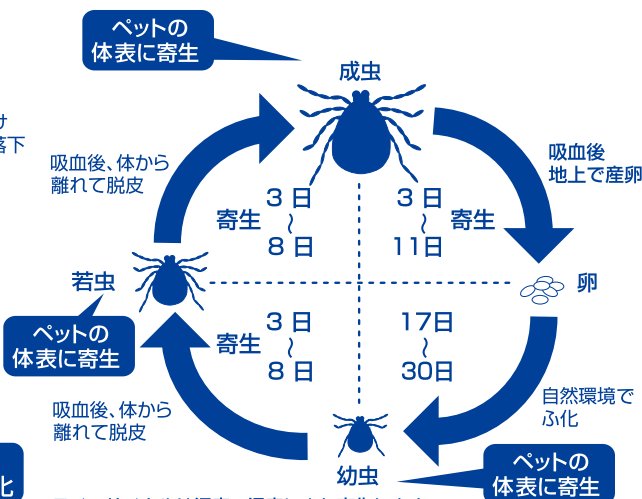 ペットの
体表に寄生
成虫
け
落下
吸血後、体から
離れて脱皮
吸血後
地上で産卵
寄生
3 日
〜
8 日
3 日
〜
11日
寄生
若虫
卵
ペットの
体表に寄生
寄生
3 日
〜
8 日
17日
〜
30日
吸血後、体から
離れて脱皮
自然環境で
ふ化
幼虫
ペットの
体表に寄生
化